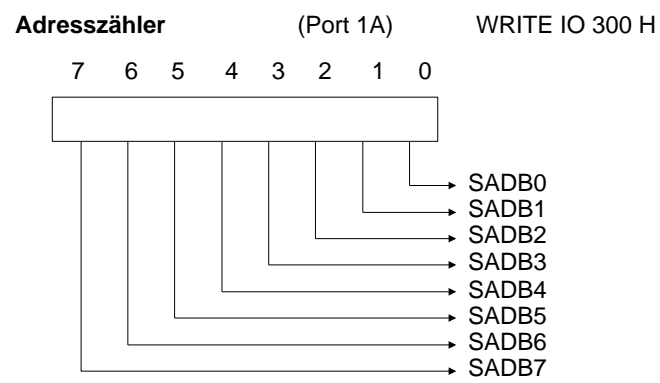 Adresszähler (Port 1A) WRITE IO 300 H
7 6 5 4 3 2 1 0
SADB0
SADB1
SADB2
SADB3
SADB4
SADB5
SADB6
SADB7